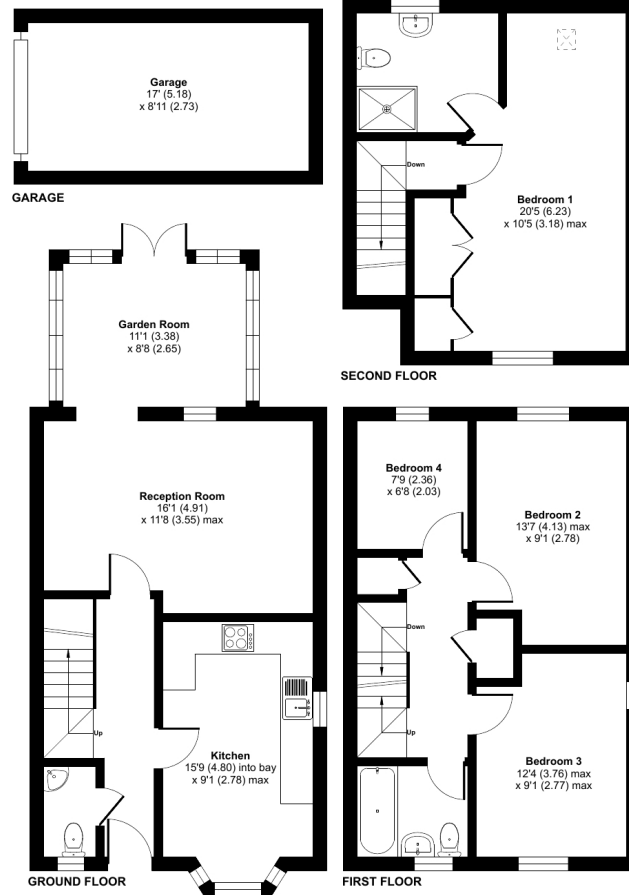 Garage
17' (5.18)
x 8'11 (2.73)
GARAGE
Down
Bedroom 1
20'5 (6.23)
x 10'5 (3.18) max
SECOND FLOOR
Garden Room
11'1 (3.38)
x 8'8 (2.65)
Reception Room
16'1 (4.91)
x 11'8 (3.55) max
Up
Kitchen
15'9 (4.80) into bay
x 9'1 (2.78) max
GROUND FLOOR
Bedroom 4
7'9 (2.36)
x 6'8 (2.03)
Bedroom 2
13'7 (4.13) max
x 9'1 (2.78)
Down
Up
Bedroom 3
12'4 (3.76) max
x 9'1 (2.77) max
FIRST FLOOR